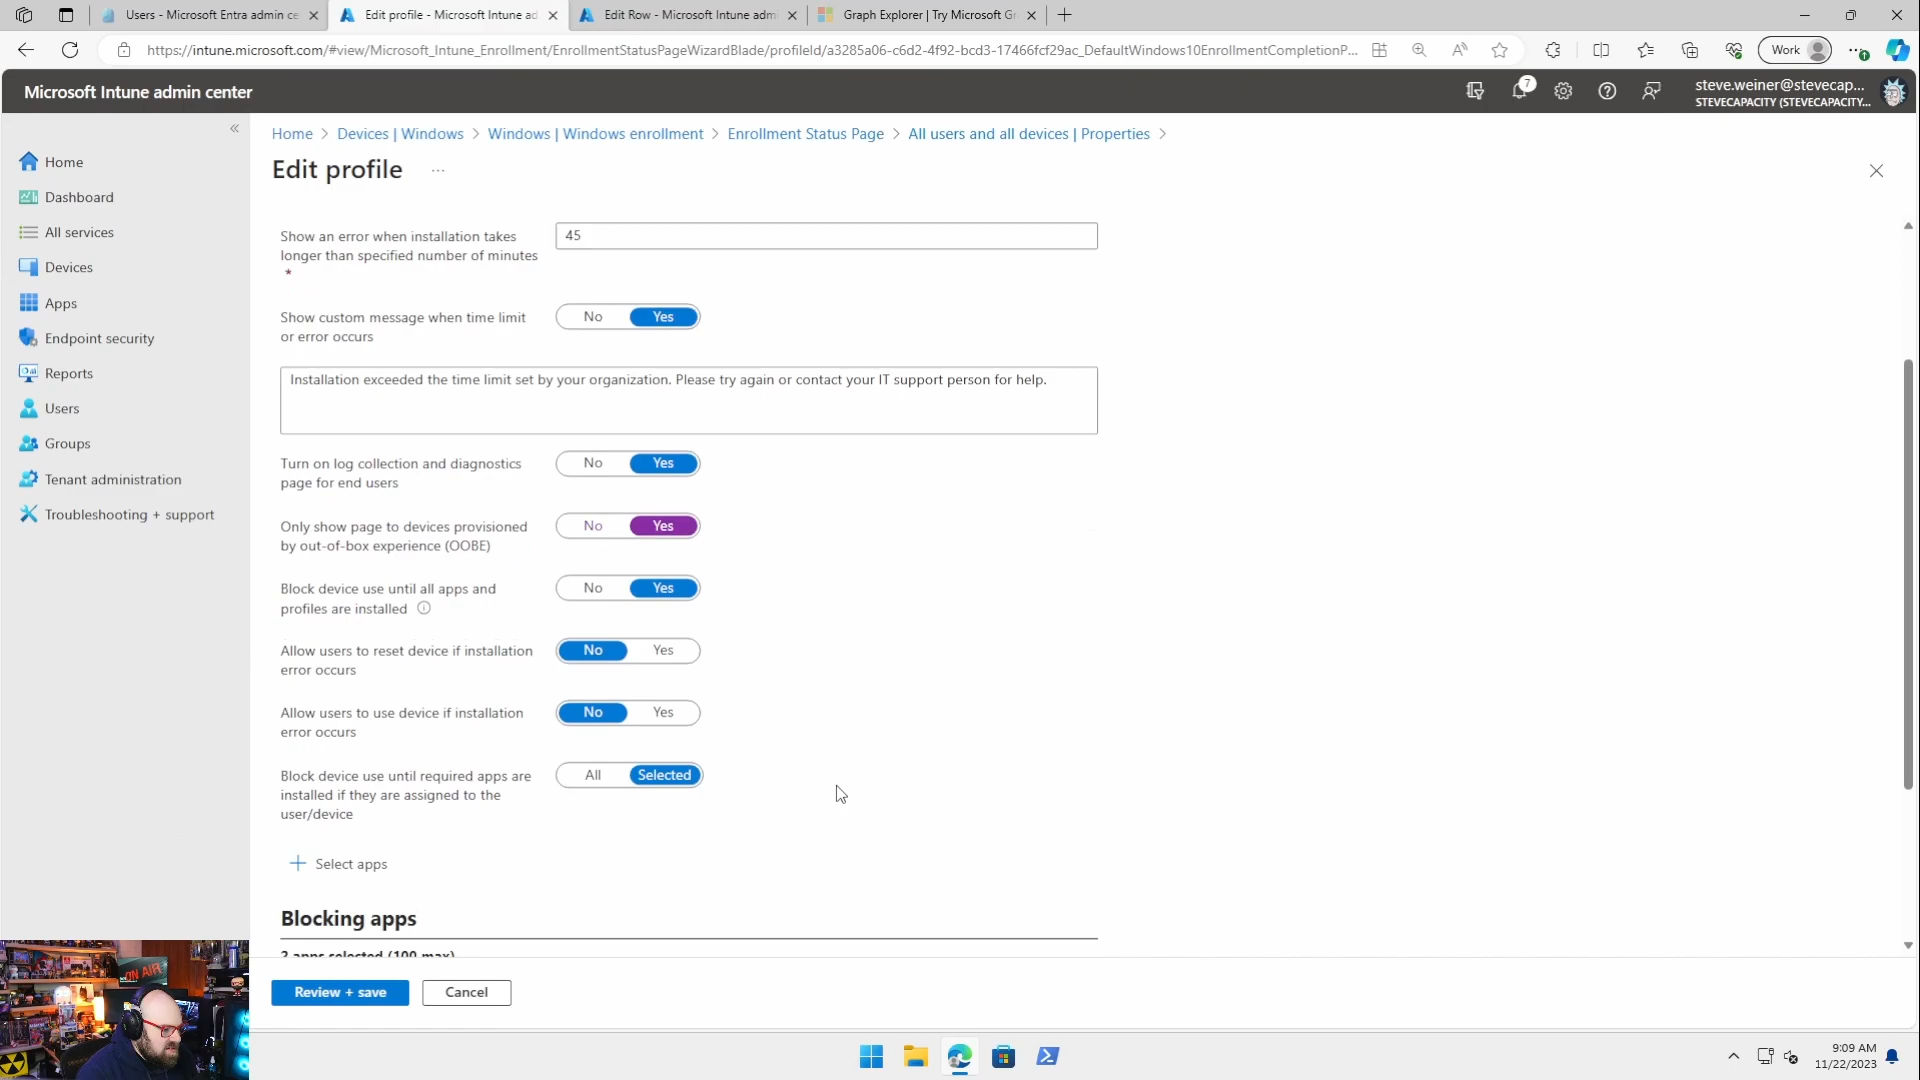 Users - Microsoft Entra admin ce
Edit profile - Microsoft Intune ad
Edit Row - Microsoft Intune adm
Graph Explorer | Try Microsoft Gr
https://intune.microsoft.com/#view/Microsoft_Intune_Enrollment/EnrollmentStatusPageWizardBlade/profileId/a3285a06-c6d2-4f92-bcd3-17466fcf29ac_DefaultWindows10EnrollmentCompletionP...
Work
Microsoft Intune admin center
7
steve.weiner@stevecap...
STEVECAPACITY (STEVECAPACITY,...
Home > Devices | Windows > Windows | Windows enrollment > Enrollment Status Page > All users and all devices | Properties >
Edit profile ...
Home
Dashboard
All services
Devices
Apps
Endpoint security
Reports
Users
Groups
Tenant administration
Troubleshooting + support
Show an error when installation takes
longer than specified number of minutes
*
45
Show custom message when time limit
or error occurs
No Yes
Installation exceeded the time limit set by your organization. Please try again or contact your IT support person for help.
Turn on log collection and diagnostics
page for end users
No Yes
Only show page to devices provisioned
by out-of-box experience (OOBE)
No Yes
Block device use until all apps and
profiles are installed
No Yes
Allow users to reset device if installation
error occurs
No Yes
Allow users to use device if installation
error occurs
No Yes
Block device use until required apps are
installed if they are assigned to the
user/device
All Selected
Select apps
Blocking apps
apps selected (100 max)
Review + save
Cancel
ON AIR
9:09 AM
11/22/2023